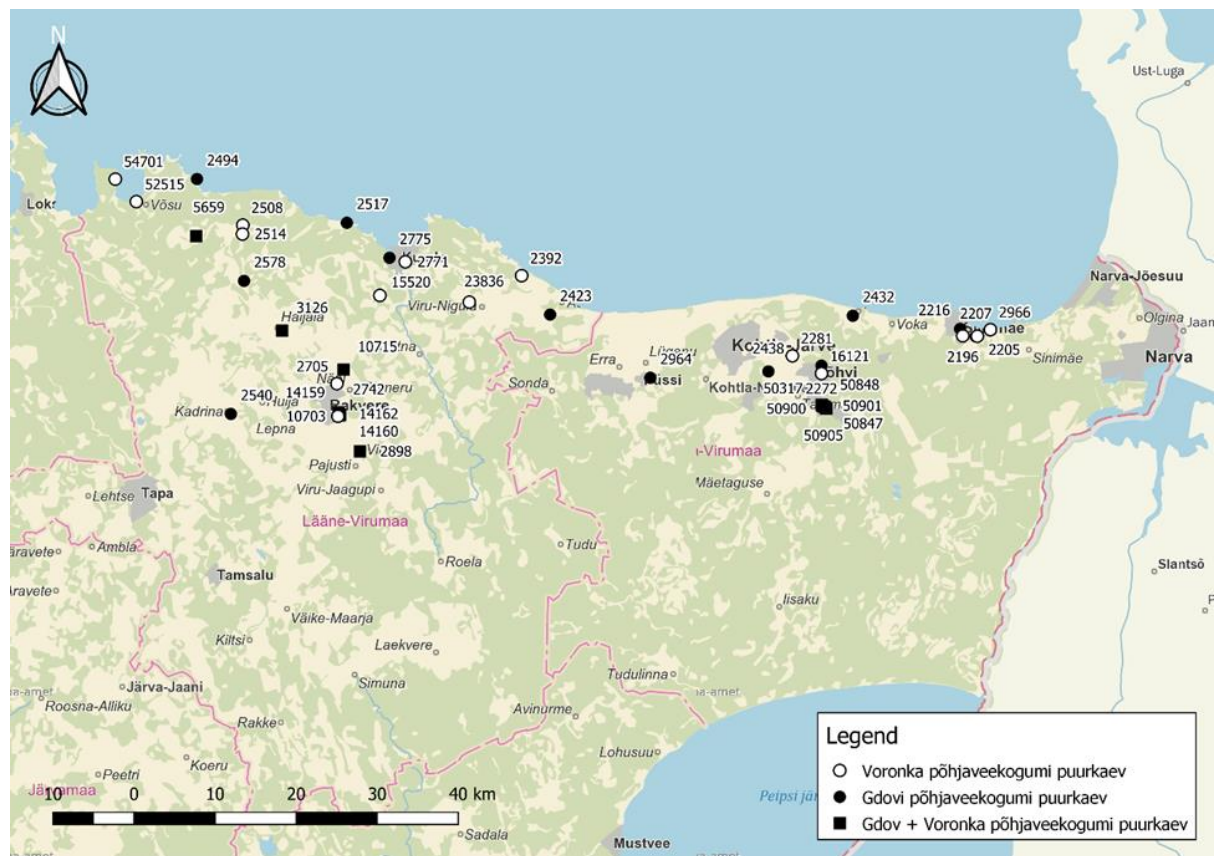 N
Ust-Luga
54701
2494
52515
Võsu
5659
2508
2517
2514
2775
2578
2771
2392
15520
23836
Viru-Nigula
2423
2432
2216
2207
2966
Narva-Jõesuu
Olgina
Voka
3126
Haljala
10715
2705
2281
2438
16121
2196
2205
Sinimäe
Narva
Erra
Lüganu
2964
Püssi
Sonda
14159
2742
2540
Kadrina
Rakvere
14162
10703
Lepna
14160
2898
Pajusti
Viru-Jaagupi
50317
2272
50848
50900
50901
50847
50905
Mäetaguse
Lehtse
Tapa
Lääne-Virumaa
Ambla
Roela
Tudu
Slantsõ
Tamsalu
Iisaku
Väike-Maarja
Kiltsi
Laekvere
Tudulinna
Järva-Jaani
Simuna
Roosna-Alliku
Avinurme
Rakke
Lohusuu
Koeru
Peetri
Sadala
Mustvee
10 0 10 20 30 40 km
Legend
Voronka põhjaveekogumi puurkaev
Gdovi põhjaveekogumi puurkaev
Gdov + Voronka põhjaveekogumi puurkaev